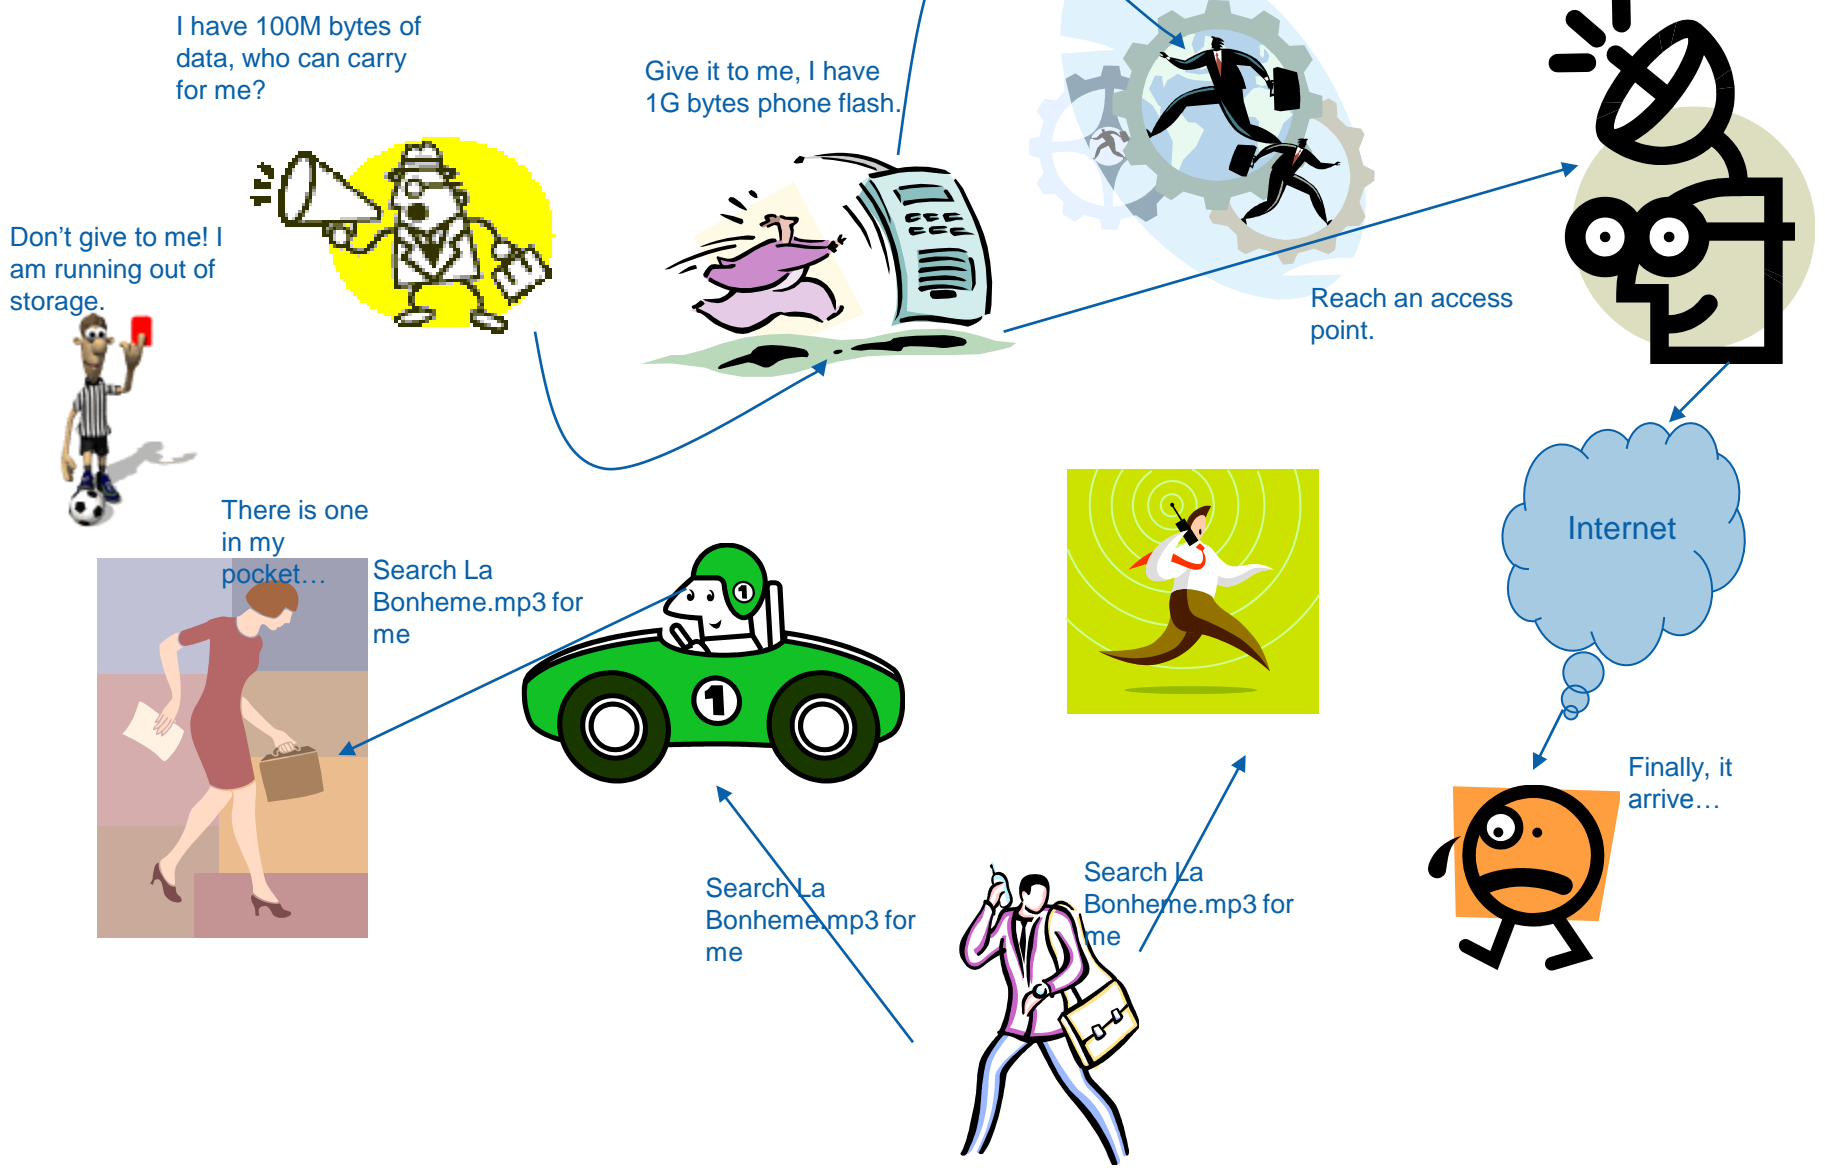 I have 100M bytes of
data, who can carry
for me?
Give it to me, I have
1G bytes phone flash.
Don’t give to me! I
am running out of
storage.
Reach an access
point.
There is one
in my
pocket…
Search La
Bonheme.mp3 for
me
1
1
Internet
Finally, it
arrive…
Search La
Bonheme.mp3 for
me
Search La
Bonheme.mp3 for
me